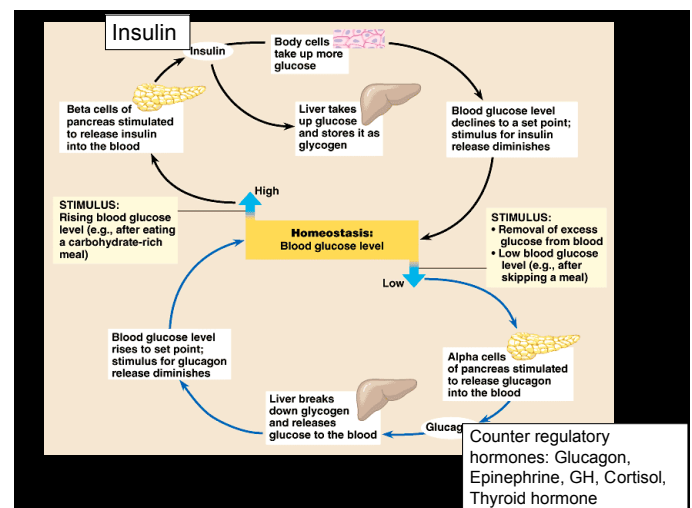 Insulin
Insulin
Body cells
take up more
glucose
Beta cells of
pancreas stimulated
to release insulin
into the blood
Liver takes
up glucose
and stores it as
glycogen
Blood glucose level
declines to a set point;
stimulus for insulin
release diminishes
High
STIMULUS:
Rising blood glucose
level (e.g., after eating
a carbohydrate-rich
meal)
Homeostasis:
Blood glucose level
STIMULUS:
• Removal of excess
glucose from blood
• Low blood glucose
level (e.g., after
skipping a meal)
Low
Blood glucose level
rises to set point;
stimulus for glucagon
release diminishes
Alpha cells
of pancreas stimulated
to release glucagon
into the blood
Liver breaks
down glycogen
and releases
glucose to the blood
Glucag
Counter regulatory
hormones: Glucagon,
Epinephrine, GH, Cortisol,
Thyroid hormone